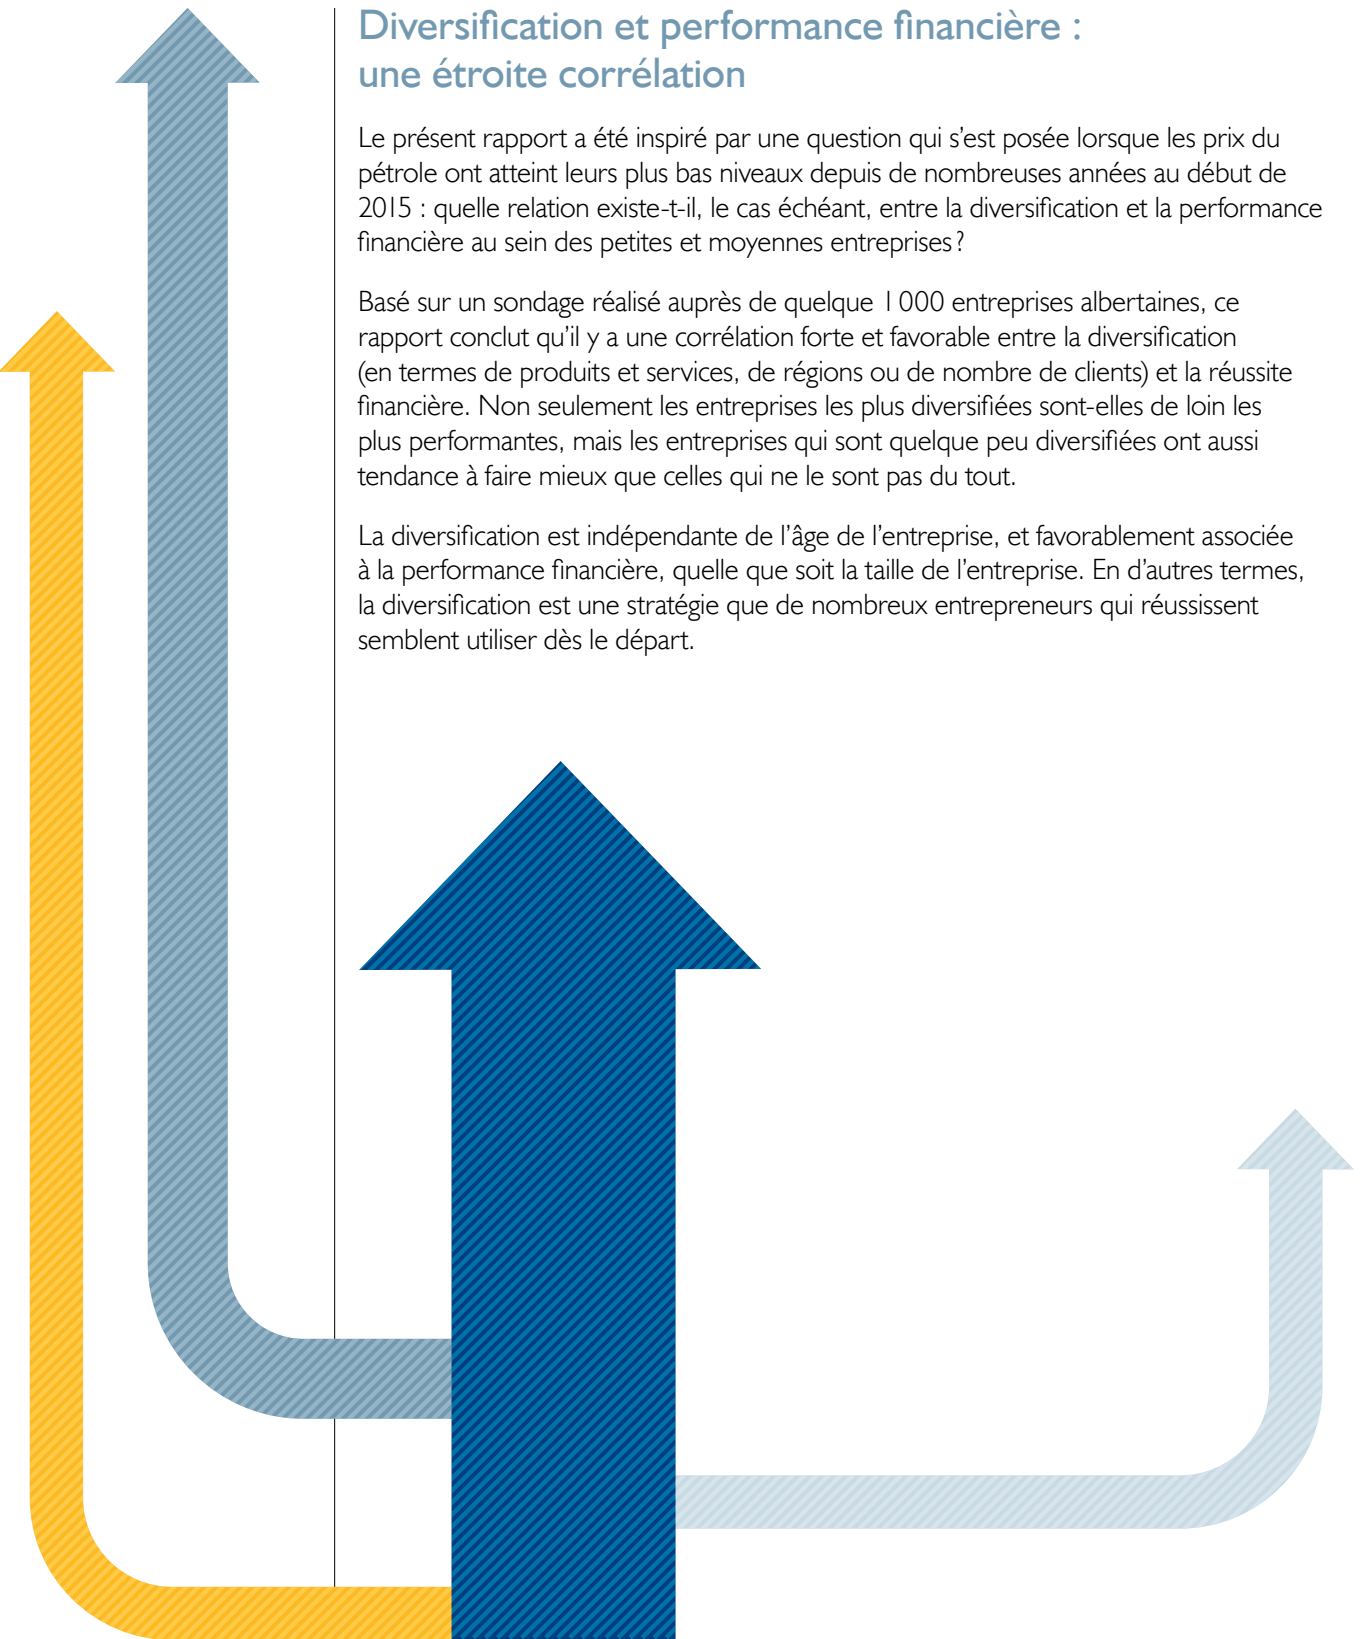 Diversification et performance financière :
une étroite corrélation
Le présent rapport a été inspiré par une question qui s’est posée lorsque les prix du
pétrole ont atteint leurs plus bas niveaux depuis de nombreuses années au début de
2015 : quelle relation existe-t-il, le cas échéant, entre la diversification et la performance
financière au sein des petites et moyennes entreprises ?
Basé sur un sondage réalisé auprès de quelque 1 000 entreprises albertaines, ce
rapport conclut qu’il y a une corrélation forte et favorable entre la diversification
(en termes de produits et services, de régions ou de nombre de clients) et la réussite
financière. Non seulement les entreprises les plus diversifiées sont-elles de loin les
plus performantes, mais les entreprises qui sont quelque peu diversifiées ont aussi
tendance à faire mieux que celles qui ne le sont pas du tout.
La diversification est indépendante de l’âge de l’entreprise, et favorablement associée
à la performance financière, quelle que soit la taille de l’entreprise. En d’autres termes,
la diversification est une stratégie que de nombreux entrepreneurs qui réussissent
semblent utiliser dès le départ.